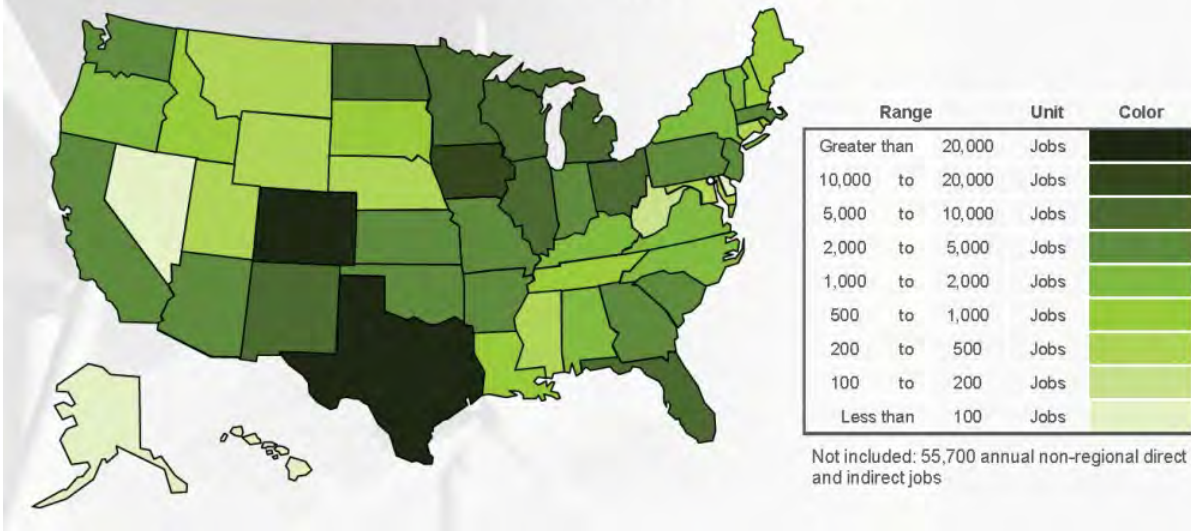 Range Unit Color
Greater than 20,000 Jobs
10,000 to 20,000 Jobs
5,000 to 10,000 Jobs
2,000 to 5,000 Jobs
1,000 to 2,000 Jobs
500 to 1,000 Jobs
200 to 500 Jobs
100 to 200 Jobs
Less than 100 Jobs
Not included: 55,700 annual non-regional direct
and indirect jobs